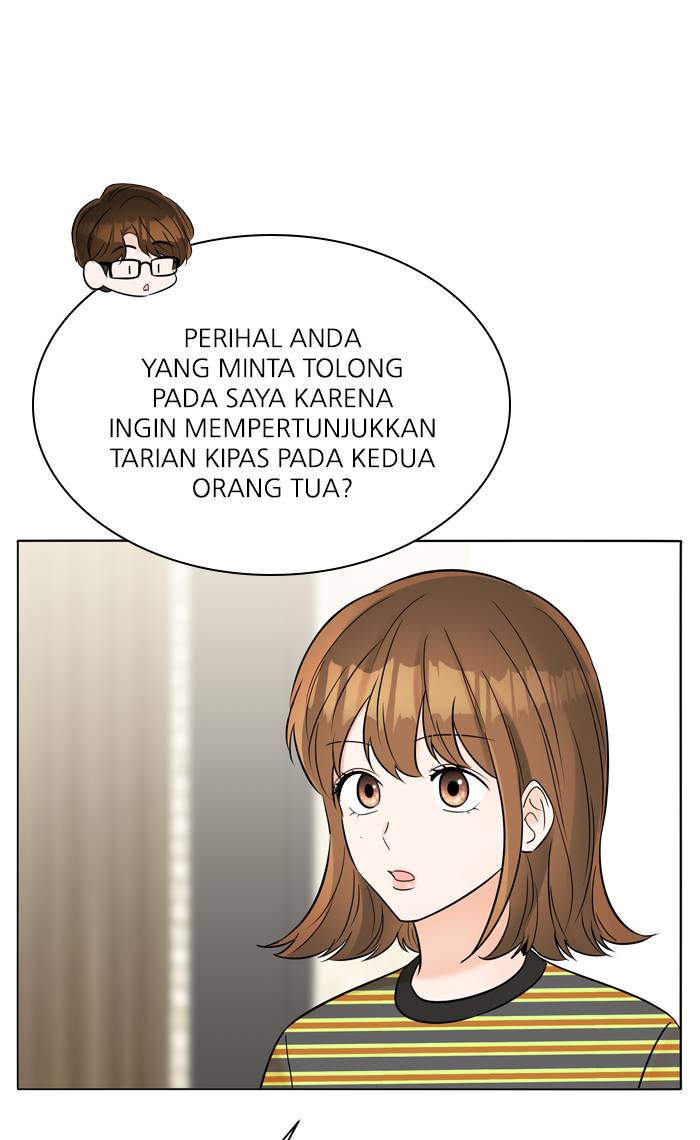 PERIHAL ANDA
YANG MINTA TOLONG
PADA SAYA KARENA
INGIN MEMPERTUNJUKKAN
TARIAN KIPAS PADA KEDUA
ORANG TUA?